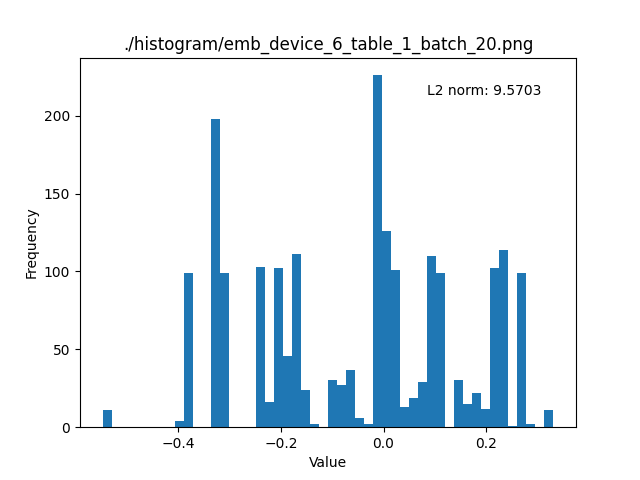 ./histogram/emb_device_6_table_1_batch_20.png
L2 norm: 9.5703
200
150
100
50
0
Frequency
−0.4
−0.2
0.0
0.2
Value